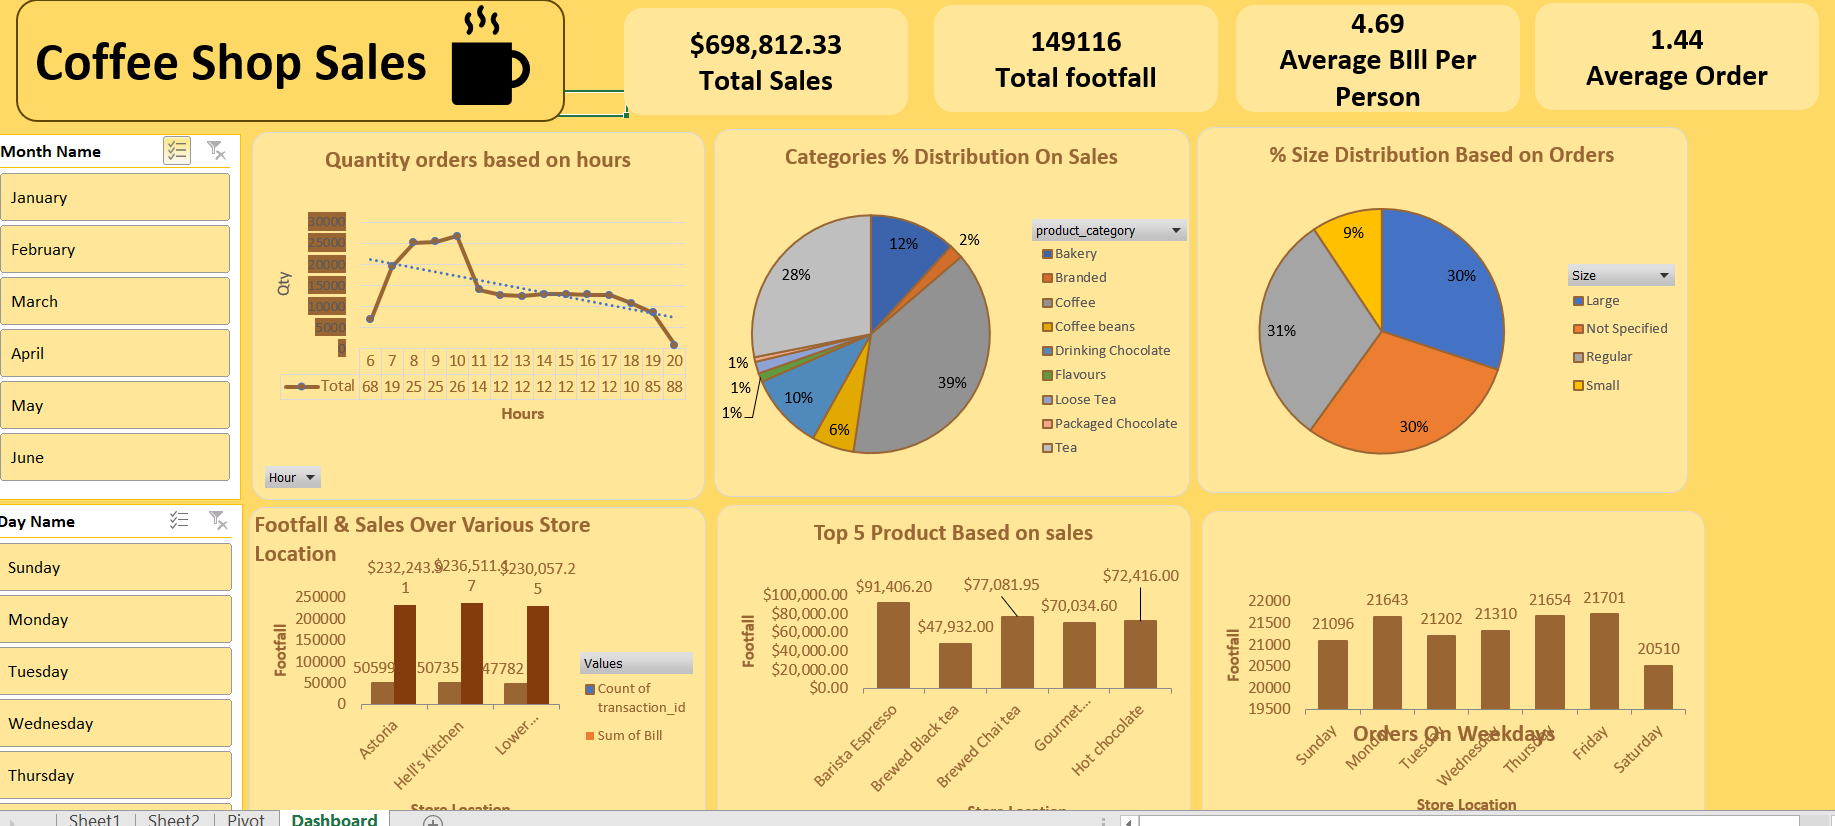 Coffee Shop Sales
$698,812.33
Total Sales
149116
Total footfall
4.69
Average BIll Per
Person
1.44
Average Order
Month Name
January
February
March
April
May
June
Day Name
Sunday
Monday
Tuesday
Wednesday
Thursday
Quantity orders based on hours
30000
25000
20000
15000
10000
5000
0
Qty
6 7 8 9 10 11 12 13 14 15 16 17 18 19 20
Total 68 19 25 25 26 14 12 12 12 12 12 12 10 85 88
Hours
Hour
Categories % Distribution On Sales
12%
2%
28%
39%
1%
1%
1%
10%
6%
product_category
Bakery
Branded
Coffee
Coffee beans
Drinking Chocolate
Flavours
Loose Tea
Packaged Chocolate
Tea
% Size Distribution Based on Orders
9%
30%
31%
30%
Size
Large
Not Specified
Regular
Small
Footfall & Sales Over Various Store
Location
$236,511.1
7
$230,057.2
5
250000
200000
150000
100000
50000
0
Footfall
50599
50735
47782
Astoria
Hell's Kitchen
Lower...
Store Location
Values
Count of
transaction_id
Sum of Bill
Top 5 Product Based on sales
$100,000.00
$80,000.00
$60,000.00
$40,000.00
$20,000.00
$0.00
Footfall
$91,406.20
$47,932.00
$77,081.95
$70,034.60
$72,416.00
Barista Espresso
Brewed Black tea
Brewed Chai tea
Gourmet...
Hot chocolate
Store Location
22000
21500
21000
20500
20000
19500
Footfall
21096
21643
21202
21310
21654
21701
20510
Sunday
Monday
Tuesday
Wednesday
Thursday
Friday
Saturday
Orders On Weekdays
Store Location
Sheet1
Sheet2
Pivot
Dashboard